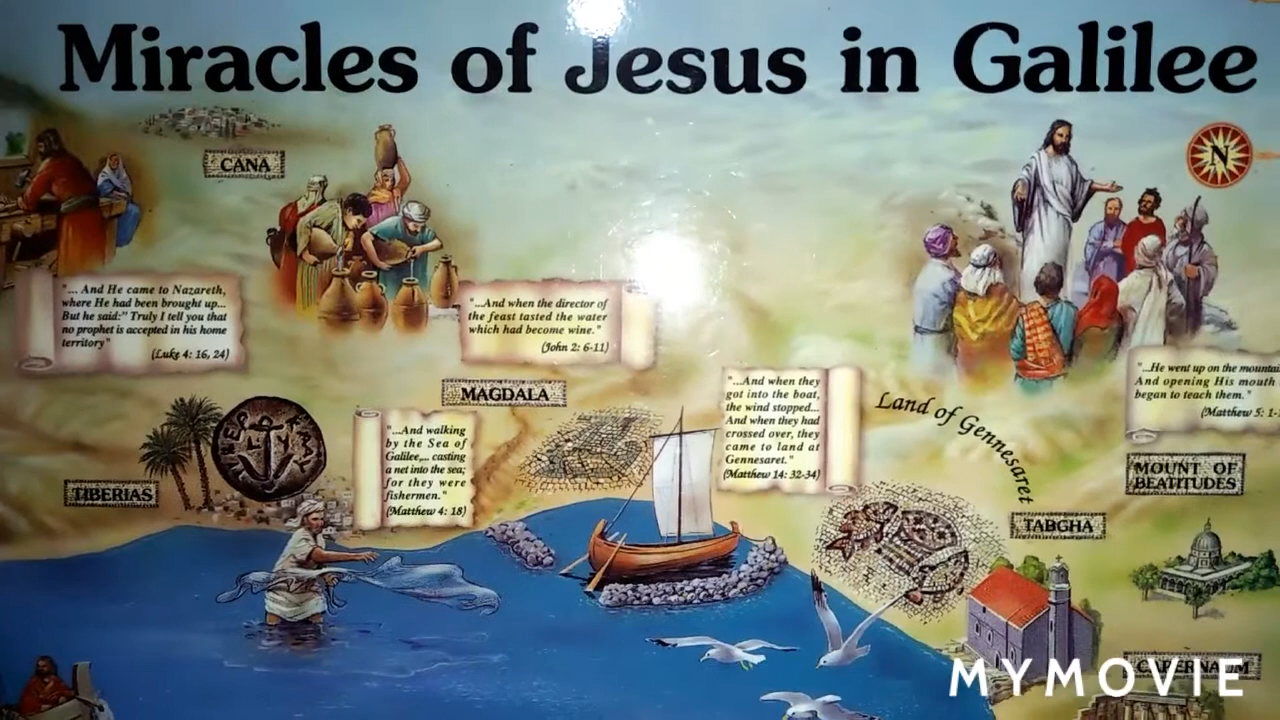 Miracles of Jesus in Galilee
N
CANA
"... And He came to Nazareth,
where He had been brought up...
But he said:" Truly I tell you that
no prophet is accepted in his home
territory"
(Luke 4: 16, 24)
"...And when the director of
the feast tasted the water
which had become wine."
(John 2: 6-11)
"...He went up on the mountai
And opening His mouth
began to teach them."
(Matthew 5: 1-
MAGDALA
"...And when they
got into the boat,
the wind stopped...
And when they had
crossed over, they
came to land at
Gennesaret."
(Matthew 14: 32-34)
Land of Gennesaret
"...And walking
by the Sea of
Galilee,... casting
a net into the sea;
for they were
fishermen."
(Matthew 4: 18)
TIBERIAS
MOUNT OF
BEATITUDES
TABGHA
CAPERNAUM
MYMOVIE